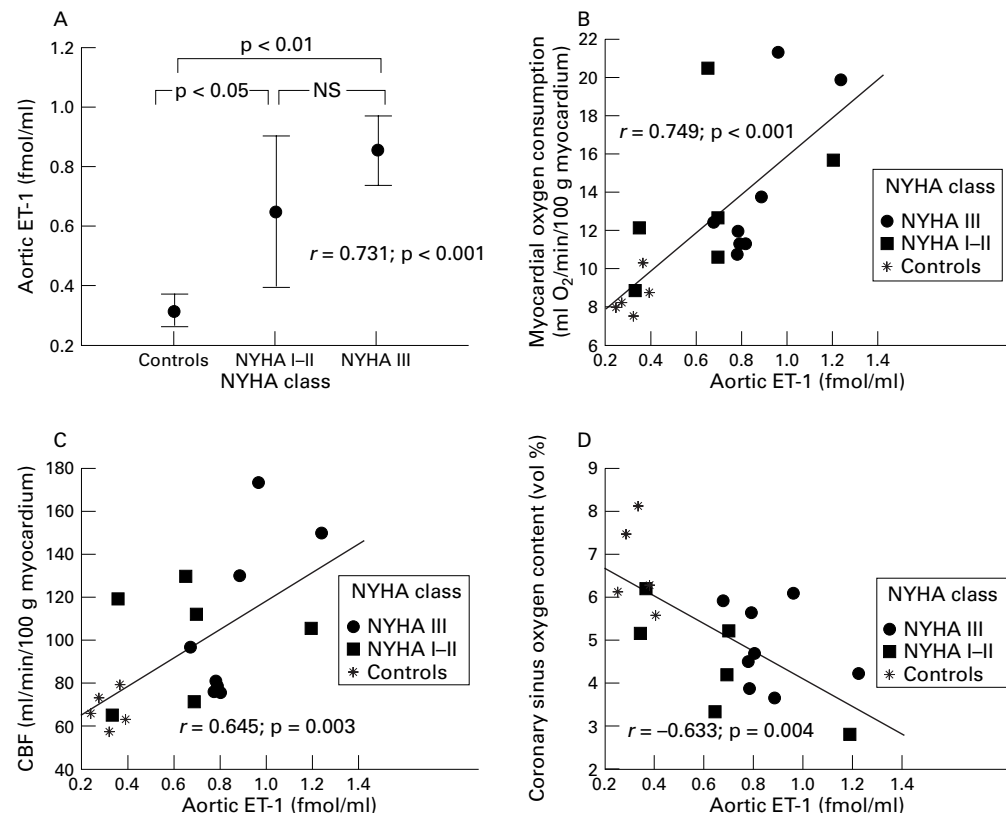 A
Aortic ET-1 (fmol/ml)
1.2
1.0
0.8
0.6
0.4
0.2
p < 0.01
p < 0.05
NS
r = 0.731; p < 0.001
Controls
NYHA I–II
NYHA III
NYHA class
B
Myocardial oxygen consumption
(ml O₂/min/100 g myocardium)
22
20
18
16
14
12
10
8
6
r = 0.749; p < 0.001
NYHA class
NYHA III
NYHA I–II
Controls
0.2 0.4 0.6 0.8 1.0 1.2 1.4
Aortic ET-1 (fmol/ml)
C
CBF (ml/min/100 g myocardium)
180
160
140
120
100
80
60
40
NYHA class
NYHA III
NYHA I–II
Controls
r = 0.645; p = 0.003
0.2 0.4 0.6 0.8 1.0 1.2 1.4
Aortic ET-1 (fmol/ml)
D
Coronary sinus oxygen content (vol %)
9
8
7
6
5
4
3
2
NYHA class
NYHA III
NYHA I–II
Controls
r = –0.633; p = 0.004
0.2 0.4 0.6 0.8 1.0 1.2 1.4
Aortic ET-1 (fmol/ml)